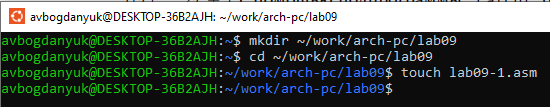 avbogdanyuk@DESKTOP-36B2AJH: ~/work/arch-pc/lab09
avbogdanyuk@DESKTOP-36B2AJH:~$ mkdir ~/work/arch-pc/lab09
avbogdanyuk@DESKTOP-36B2AJH:~$ cd ~/work/arch-pc/lab09
avbogdanyuk@DESKTOP-36B2AJH:~/work/arch-pc/lab09$ touch lab09-1.asm
avbogdanyuk@DESKTOP-36B2AJH:~/work/arch-pc/lab09$